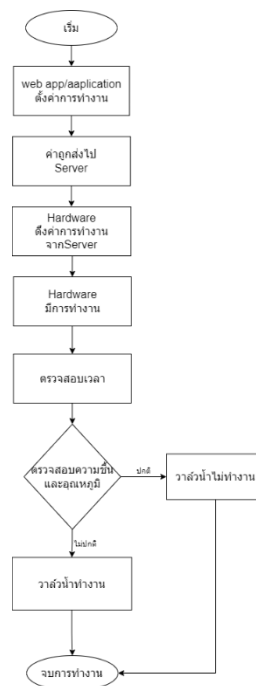 เริ่ม
web app/aaplication
ตั้งค่าการทำงาน
ค่าถูกส่งไป
Server
Hardware
ดึงค่าการทำงาน
จากServer
Hardware
มีการทำงาน
ตรวจสอบเวลา
ตรวจสอบความชื้น
และอุณหภูมิ
ปกติ
วาล์วน้ำไม่ทำงาน
ไม่ปกติ
วาล์วน้ำทำงาน
จบการทำงาน